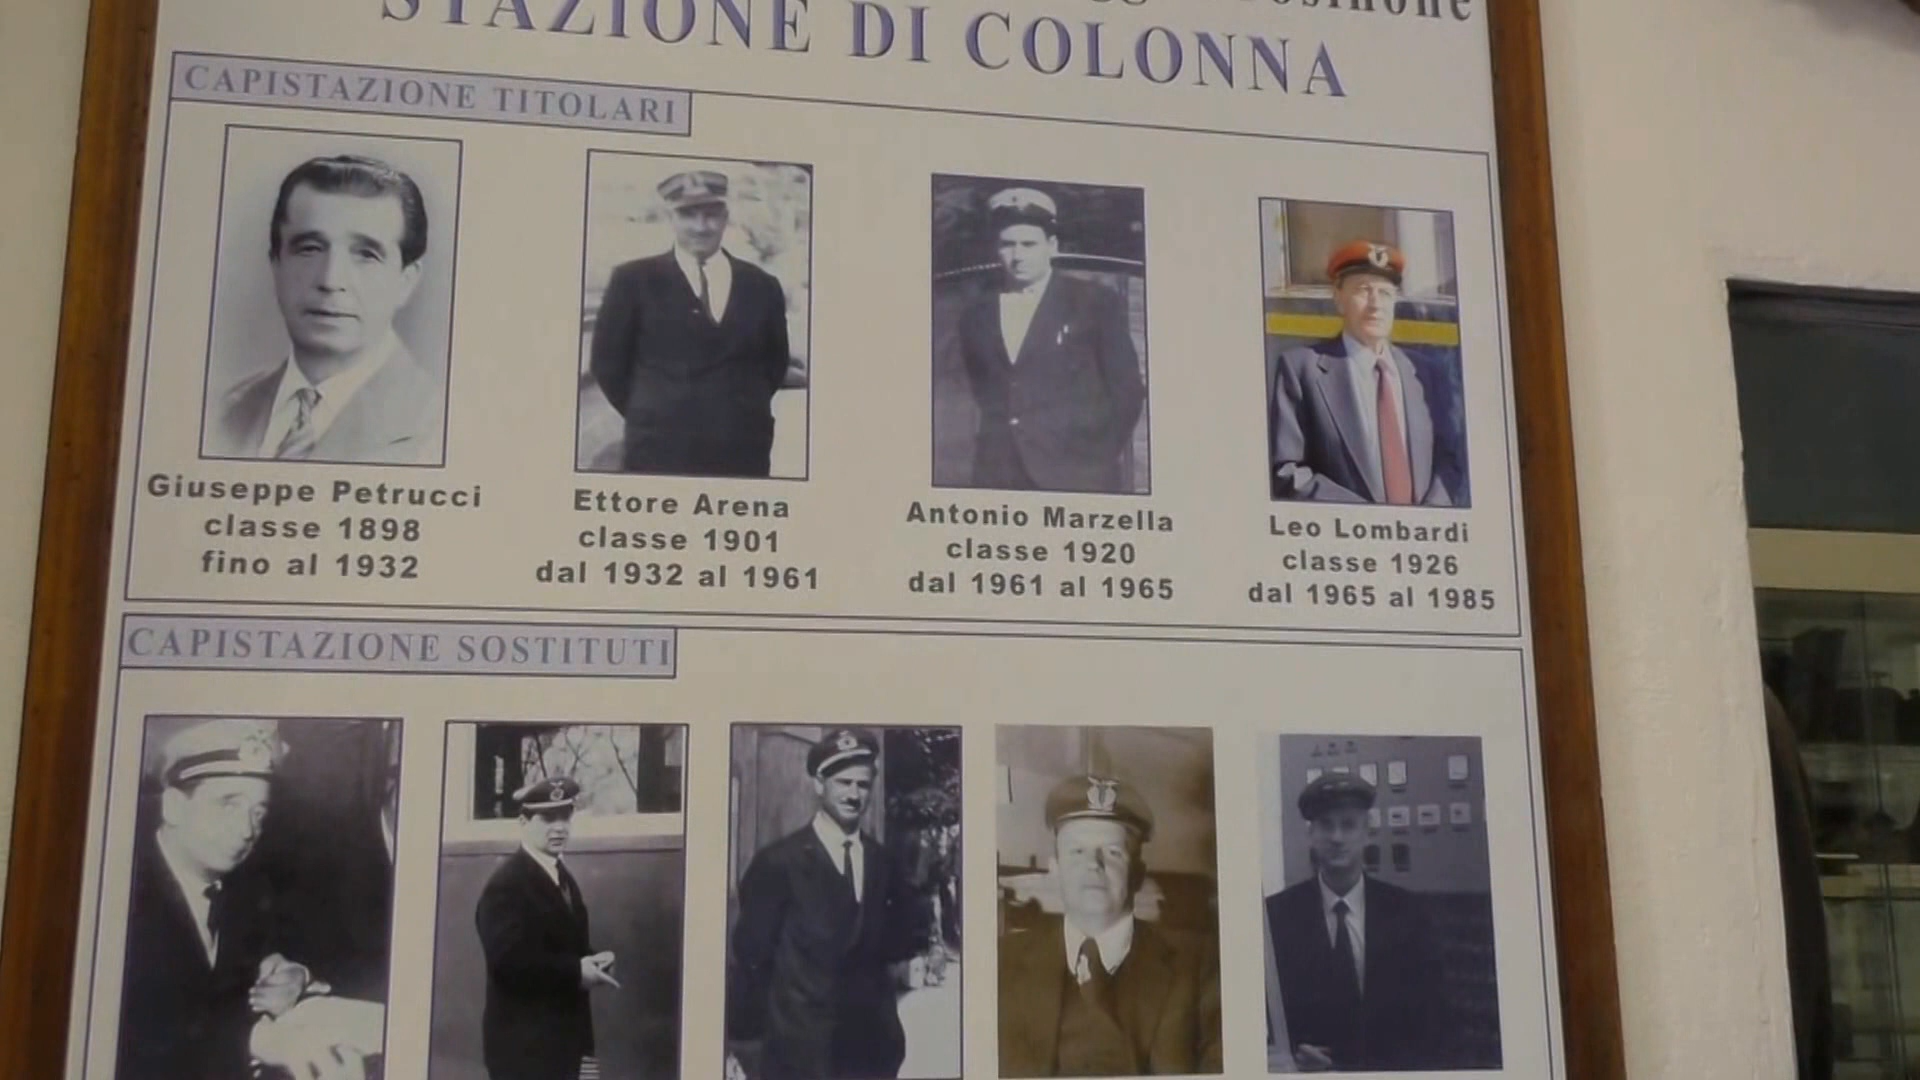 STAZIONE DI COLONNA
CAPISTAZIONE TITOLARI
Giuseppe Petrucci
classe 1898
fino al 1932
Ettore Arena
classe 1901
dal 1932 al 1961
Antonio Marzella
classe 1920
dal 1961 al 1965
Leo Lombardi
classe 1926
dal 1965 al 1985
CAPISTAZIONE SOSTITUTI